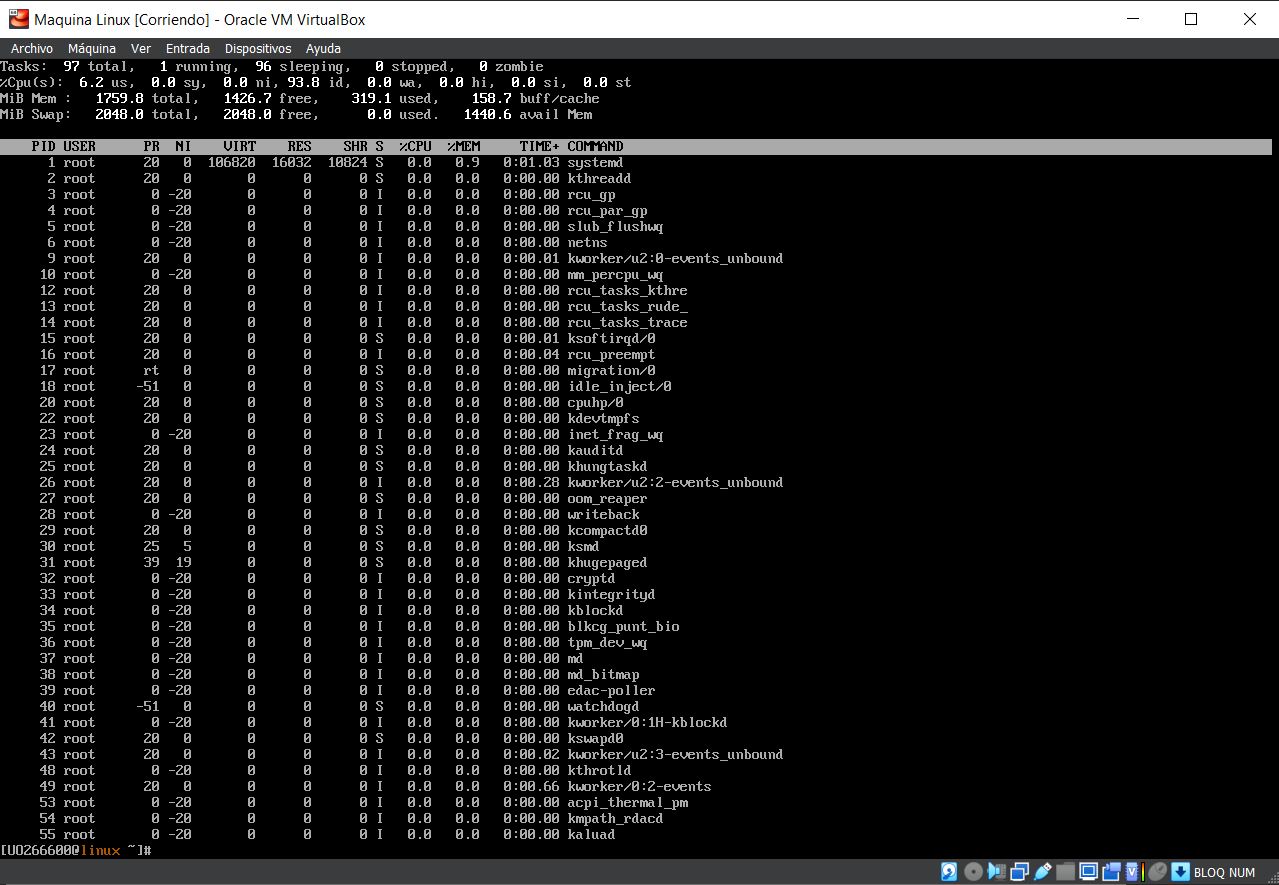 Maquina Linux [Corriendo] - Oracle VM VirtualBox
Archivo Máquina Ver Entrada Dispositivos Ayuda
Tasks: 97 total, 1 running, 96 sleeping, 0 stopped, 0 zombie
%Cpu(s): 6.2 us, 0.0 sy, 0.0 ni, 93.8 id, 0.0 wa, 0.0 hi, 0.0 si, 0.0 st
MiB Mem : 1759.8 total, 1426.7 free, 319.1 used, 158.7 buff/cache
MiB Swap: 2048.0 total, 2048.0 free, 0.0 used. 1440.6 avail Mem
PID USER PR NI VIRT RES SHR S %CPU %MEM TIME+ COMMAND
1 root 20 0 106820 16032 10824 S 0.0 0.9 0:01.03 systemd
2 root 20 0 0 0 0 S 0.0 0.0 0:00.00 kthreadd
3 root 0 -20 0 0 0 I 0.0 0.0 0:00.00 rcu_gp
4 root 0 -20 0 0 0 I 0.0 0.0 0:00.00 rcu_par_gp
5 root 0 -20 0 0 0 I 0.0 0.0 0:00.00 slub_flushwq
6 root 0 -20 0 0 0 I 0.0 0.0 0:00.00 netns
9 root 20 0 0 0 0 I 0.0 0.0 0:00.01 kworker/u2:0-events_unbound
10 root 0 -20 0 0 0 I 0.0 0.0 0:00.00 mm_percpu_wq
12 root 20 0 0 0 0 I 0.0 0.0 0:00.00 rcu_tasks_kthre
13 root 20 0 0 0 0 I 0.0 0.0 0:00.00 rcu_tasks_rude_
14 root 20 0 0 0 0 I 0.0 0.0 0:00.00 rcu_tasks_trace
15 root 20 0 0 0 0 S 0.0 0.0 0:00.01 ksoftirqd/0
16 root 20 0 0 0 0 I 0.0 0.0 0:00.04 rcu_preempt
17 root rt 0 0 0 0 S 0.0 0.0 0:00.00 migration/0
18 root -51 0 0 0 0 S 0.0 0.0 0:00.00 idle_inject/0
20 root 20 0 0 0 0 S 0.0 0.0 0:00.00 cpuhp/0
22 root 20 0 0 0 0 S 0.0 0.0 0:00.00 kdevtmpfs
23 root 0 -20 0 0 0 I 0.0 0.0 0:00.00 inet_frag_wq
24 root 20 0 0 0 0 S 0.0 0.0 0:00.00 kauditd
25 root 20 0 0 0 0 S 0.0 0.0 0:00.00 khungtaskd
26 root 20 0 0 0 0 I 0.0 0.0 0:00.28 kworker/u2:2-events_unbound
27 root 20 0 0 0 0 S 0.0 0.0 0:00.00 oom_reaper
28 root 0 -20 0 0 0 I 0.0 0.0 0:00.00 writeback
29 root 20 0 0 0 0 S 0.0 0.0 0:00.00 kcompactd0
30 root 25 5 0 0 0 S 0.0 0.0 0:00.00 ksmd
31 root 39 19 0 0 0 S 0.0 0.0 0:00.00 khugepaged
32 root 0 -20 0 0 0 I 0.0 0.0 0:00.00 cryptd
33 root 0 -20 0 0 0 I 0.0 0.0 0:00.00 kintegrityd
34 root 0 -20 0 0 0 I 0.0 0.0 0:00.00 kblockd
35 root 0 -20 0 0 0 I 0.0 0.0 0:00.00 blkcg_punt_bio
36 root 0 -20 0 0 0 I 0.0 0.0 0:00.00 tpm_dev_wq
37 root 0 -20 0 0 0 I 0.0 0.0 0:00.00 md
38 root 0 -20 0 0 0 I 0.0 0.0 0:00.00 md_bitmap
39 root 0 -20 0 0 0 I 0.0 0.0 0:00.00 edac-poller
40 root -51 0 0 0 0 S 0.0 0.0 0:00.00 watchdogd
41 root 0 -20 0 0 0 I 0.0 0.0 0:00.00 kworker/0:1H-kblockd
42 root 20 0 0 0 0 S 0.0 0.0 0:00.00 kswapd0
43 root 20 0 0 0 0 I 0.0 0.0 0:00.02 kworker/u2:3-events_unbound
48 root 0 -20 0 0 0 I 0.0 0.0 0:00.00 kthrotld
49 root 20 0 0 0 0 I 0.0 0.0 0:00.66 kworker/0:2-events
53 root 0 -20 0 0 0 I 0.0 0.0 0:00.00 acpi_thermal_pm
54 root 0 -20 0 0 0 I 0.0 0.0 0:00.00 kmpath_rdacd
55 root 0 -20 0 0 0 I 0.0 0.0 0:00.00 kaluad
[UO266600@linux ~]#
BLOQ NUM